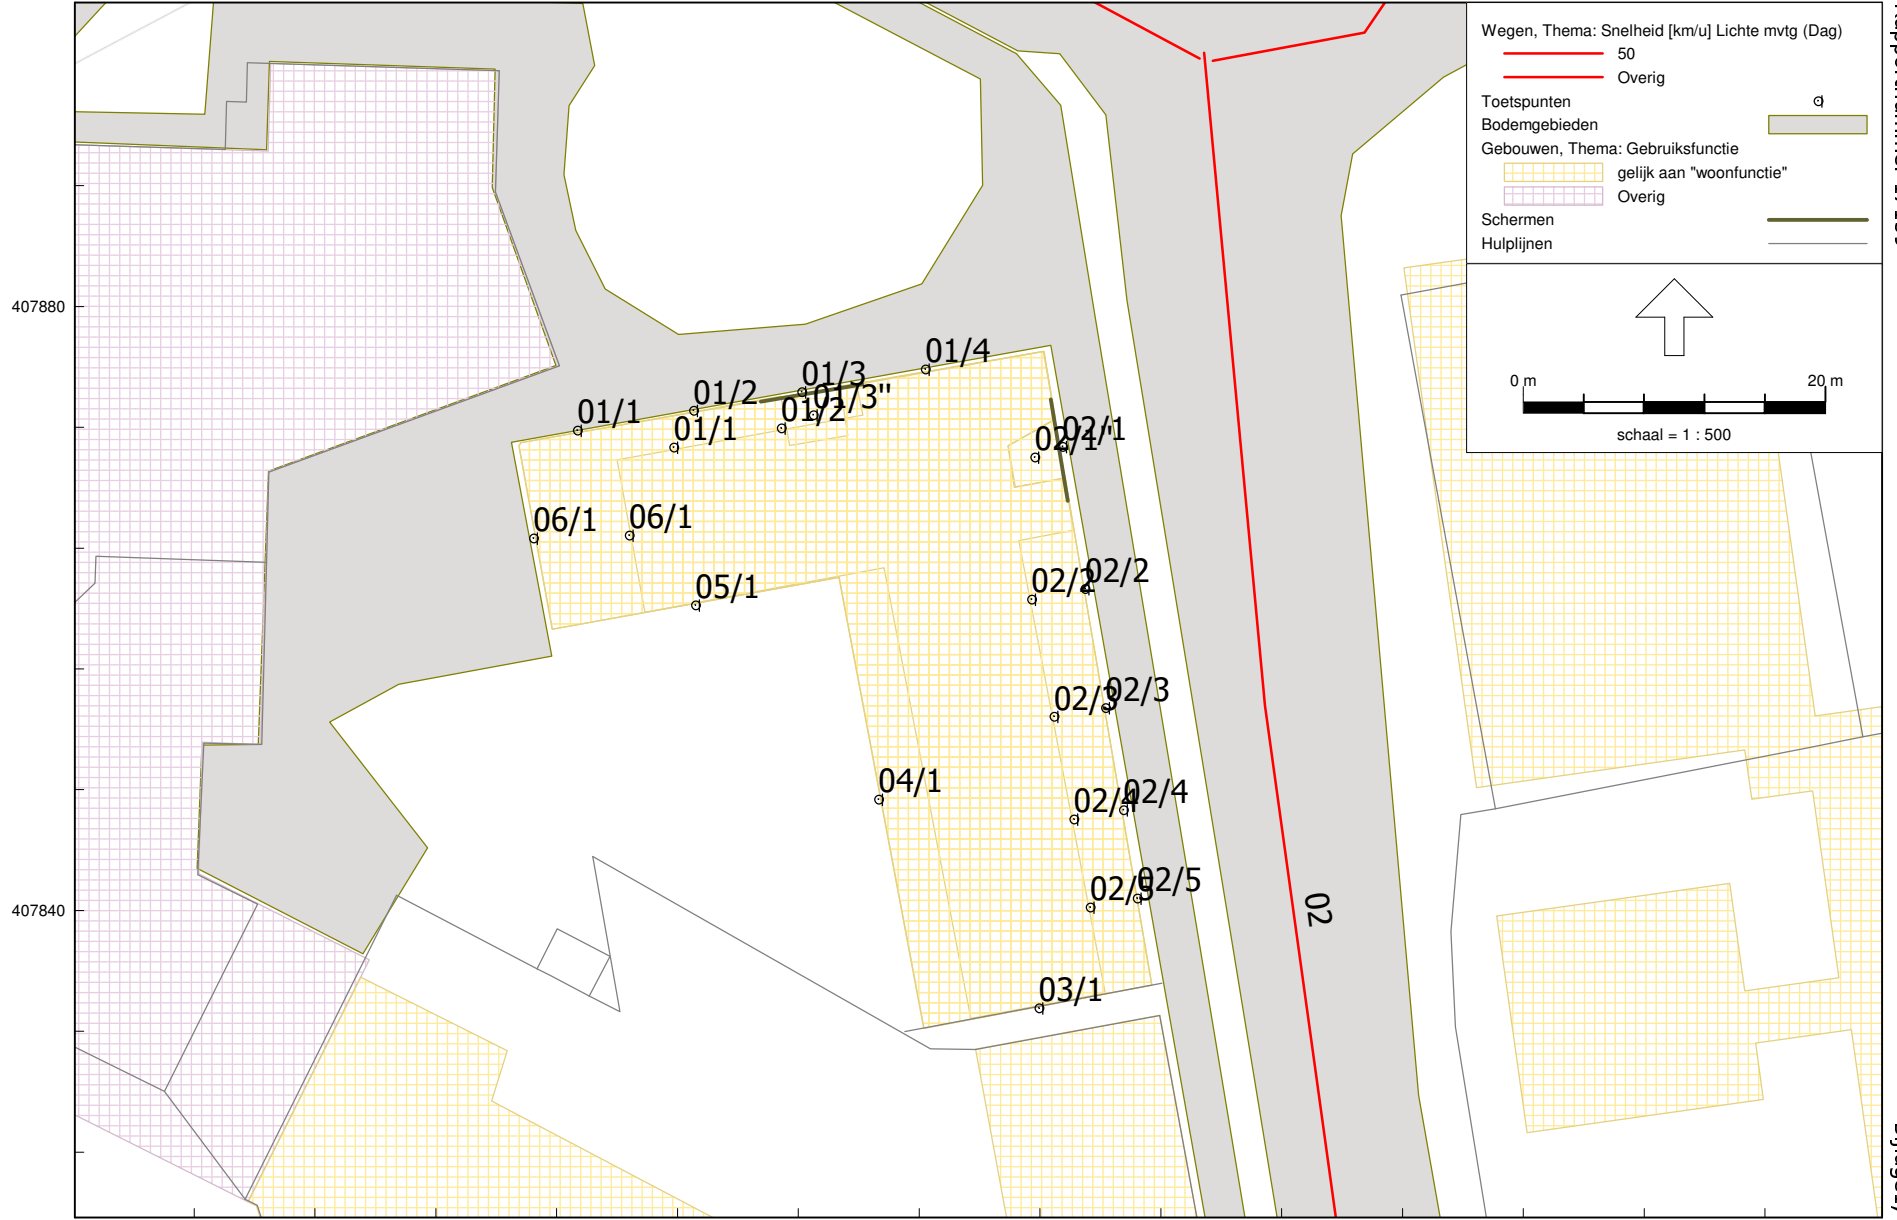 Wegen, Thema: Snelheid [km/u] Lichte mvtg (Dag)
50
Overig
Toetspunten
Bodemgebieden
Gebouwen, Thema: Gebruiksfunctie
gelijk aan "woonfunctie"
Overig
Schermen
Hulplijnen
0 m
20 m
schaal = 1 : 500
407880
407840
01/4
01/3
01/3"
01/2
01/2
01/1
01/1
02/1
02/1"
06/1
06/1
05/1
02/2
02/2
02/3
02/3
04/1
02/4
02/4
02/5
02/5
02
03/1